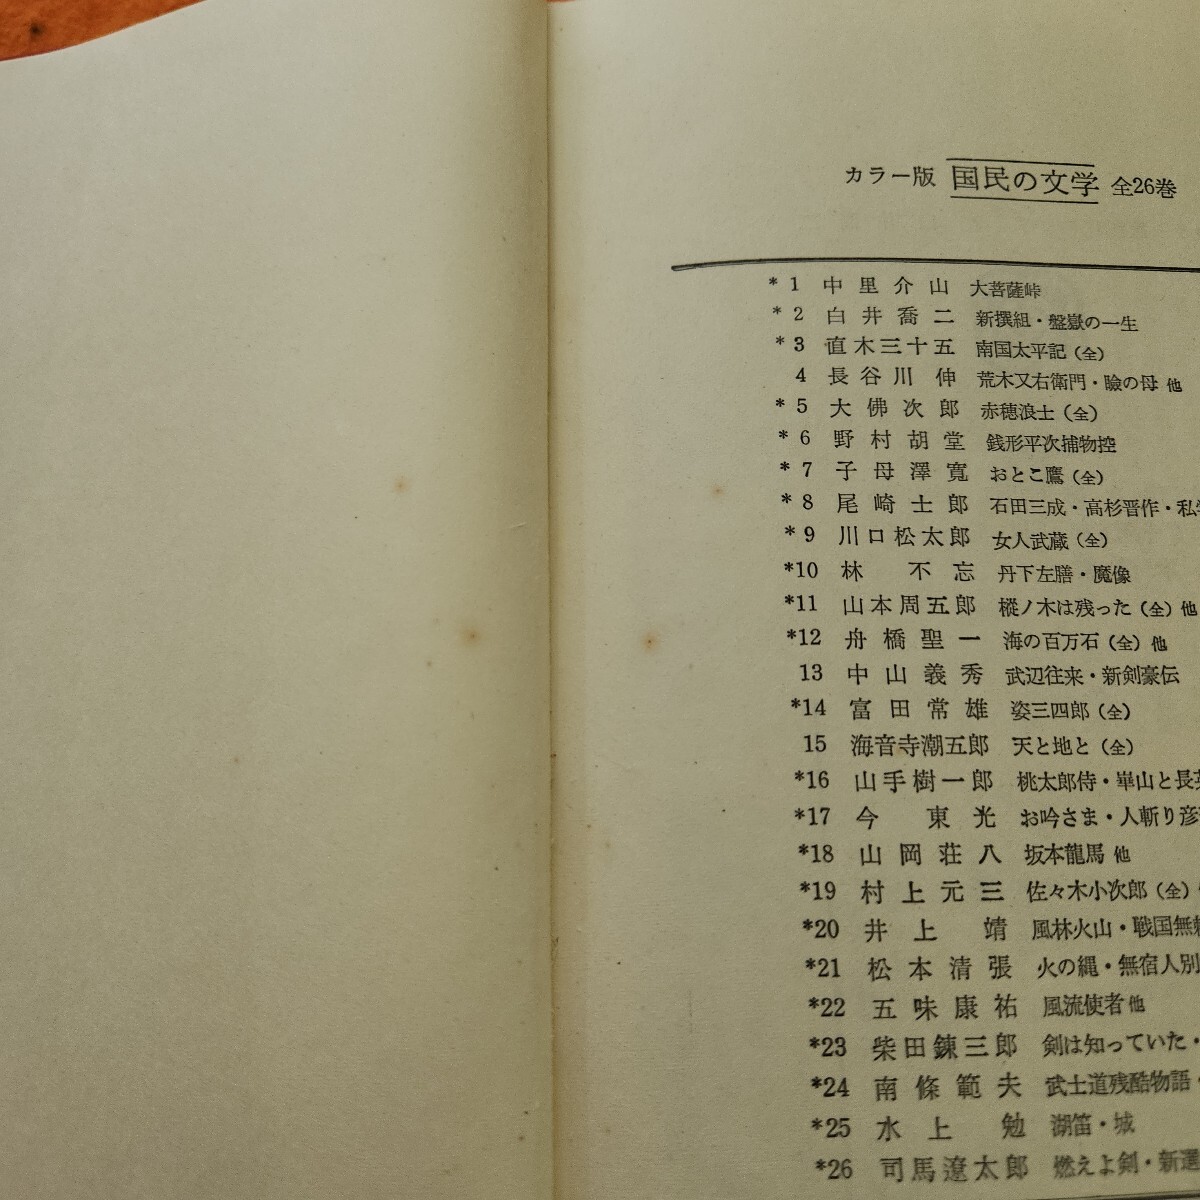 カラー版 国民の文学 全26巻
*1 中里介山 大菩薩峠
*2 白井喬二 新撰組・盤嶽の一生
*3 直木三十五 南国太平記(全)
4 長谷川伸 荒木又右衛門・瞼の母 他
*5 大佛次郎 赤穂浪士(全)
*6 野村胡堂 銭形平次捕物控
*7 子母澤寛 おとこ鷹(全)
*8 尾崎士郎 石田三成・高杉晋作・私学
*9 川口松太郎 女人武蔵(全)
*10 林不忘 丹下左膳・魔像
*11 山本周五郎 樅ノ木は残った(全)他
*12 舟橋聖一 海の百万石(全)他
13 中山義秀 武辺往来・新剣豪伝
*14 富田常雄 姿三四郎(全)
15 海音寺潮五郎 天と地と(全)
*16 山手樹一郎 桃太郎侍・崋山と長英
*17 今東光 お吟さま・人斬り彦
*18 山岡荘八 坂本龍馬 他
*19 村上元三 佐々木小次郎(全)
*20 井上靖 風林火山・戦国無頼
*21 松本清張 火の縄・無宿人別
*22 五味康祐 風流使者 他
*23 柴田錬三郎 剣は知っていた・
*24 南條範夫 武士道残酷物語・
*25 水上勉 湖笛・城
*26 司馬遼太郎 燃えよ剣・新選